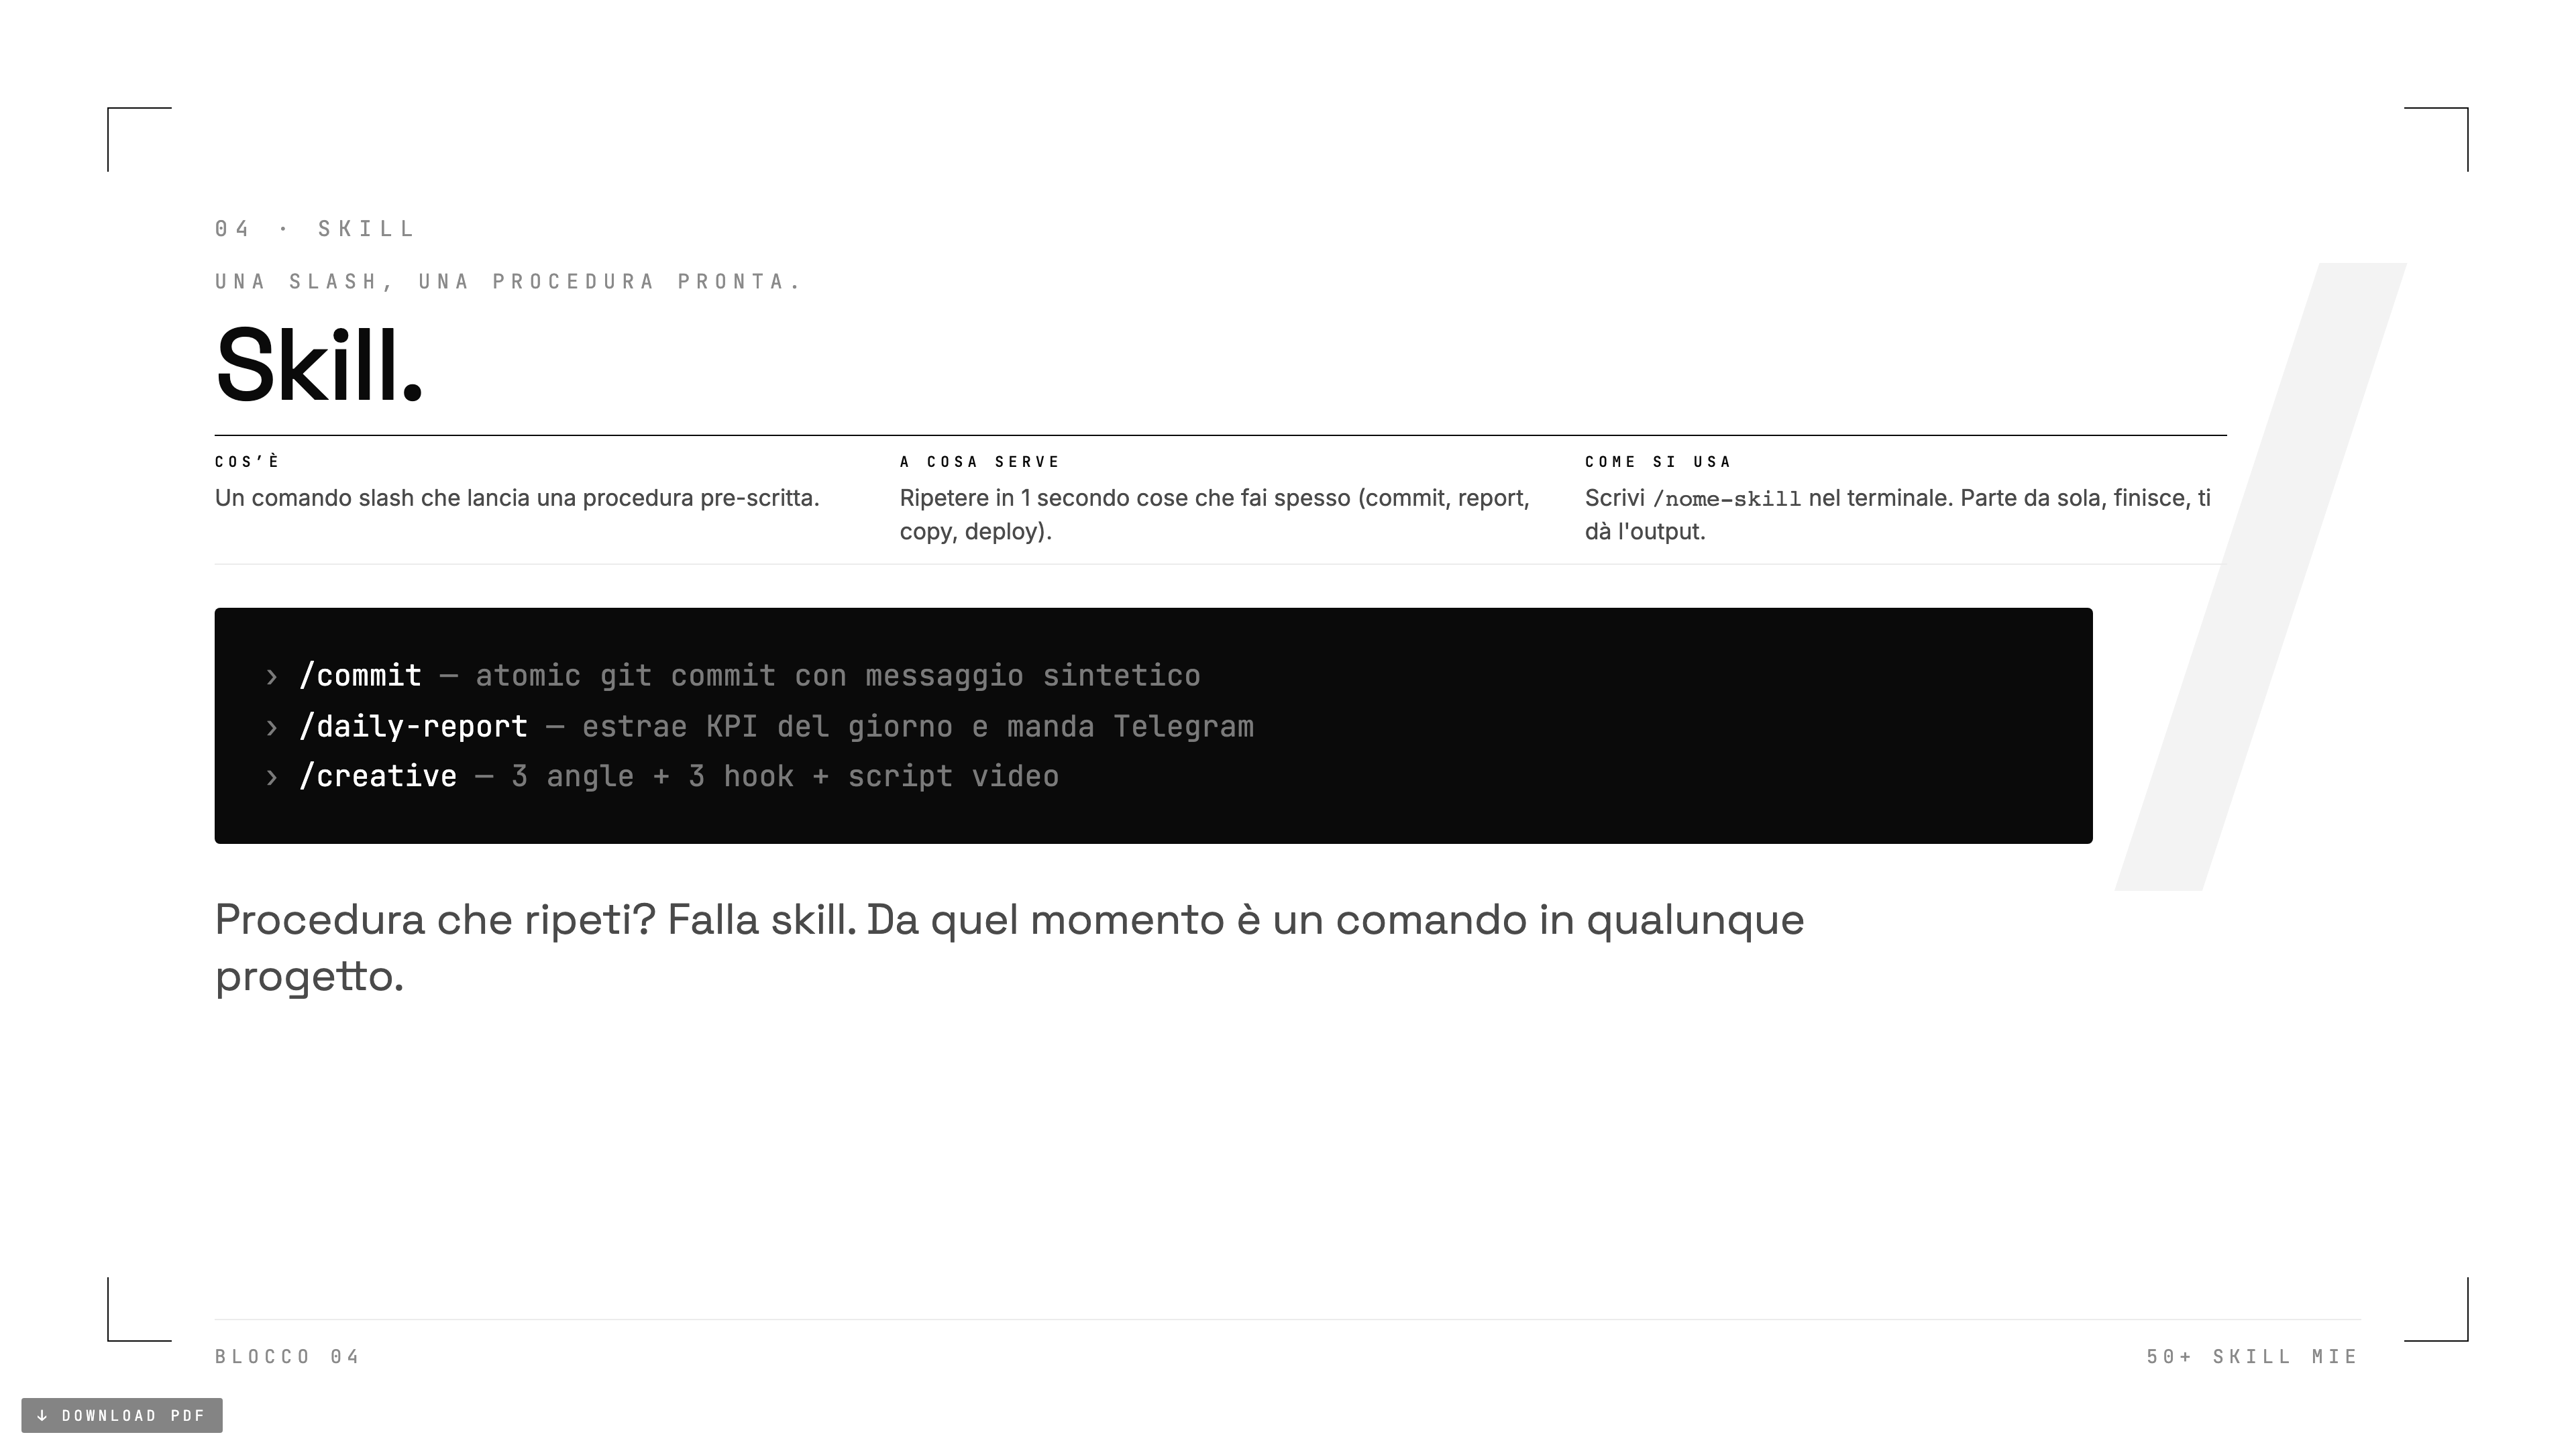 04 · SKILL
UNA SLASH, UNA PROCEDURA PRONTA.
Skill.
COS’È
Un comando slash che lancia una procedura pre-scritta.
A COSA SERVE
Ripetere in 1 secondo cose che fai spesso (commit, report,
copy, deploy).
COME SI USA
Scrivi /nome-skill nel terminale. Parte da sola, finisce, ti
dà l'output.
› /commit — atomic git commit con messaggio sintetico
› /daily-report — estrae KPI del giorno e manda Telegram
› /creative — 3 angle + 3 hook + script video
/
Procedura che ripeti? Falla skill. Da quel momento è un comando in qualunque
progetto.
BLOCCO 04
50+ SKILL MIE
↓ DOWNLOAD PDF